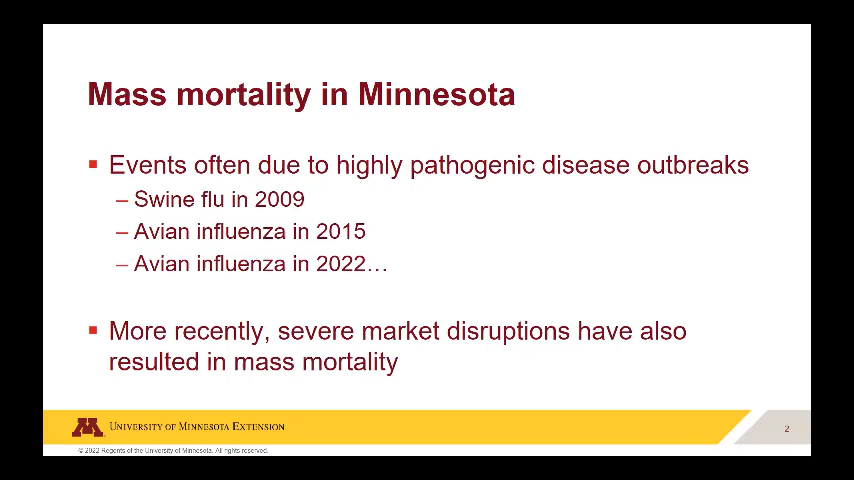 Mass mortality in Minnesota
▪ Events often due to highly pathogenic disease outbreaks
– Swine flu in 2009
– Avian influenza in 2015
– Avian influenza in 2022…
▪ More recently, severe market disruptions have also
resulted in mass mortality
M UNIVERSITY OF MINNESOTA EXTENSION
2
© 2022 Regents of the University of Minnesota. All rights reserved.